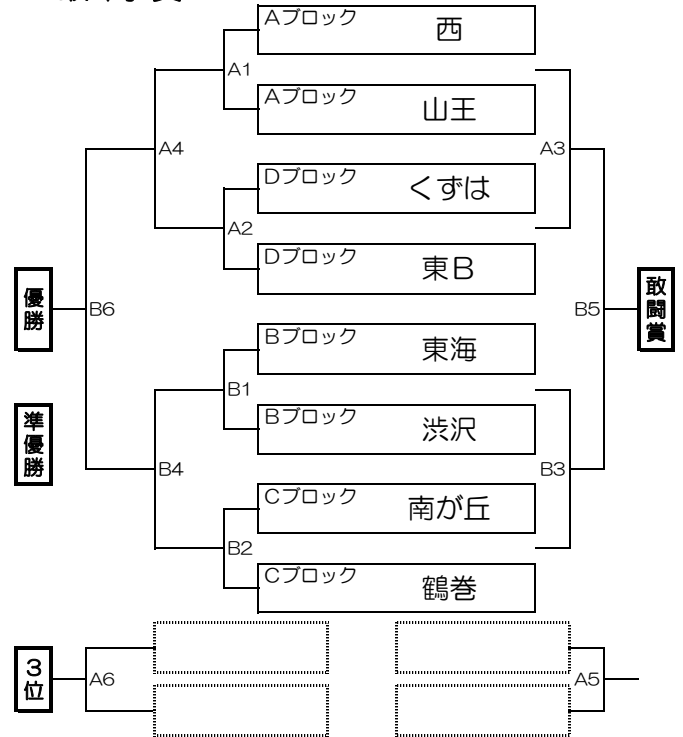 Aブロック 西
A1
Aブロック 山王
A4
A3
Dブロック くずは
A2
Dブロック 東B
優勝
B6
B5
敢闘賞
Bブロック 東海
B1
準優勝
Bブロック 渋沢
B4
B3
Cブロック 南が丘
B2
Cブロック 鶴巻
3位
A6
A5